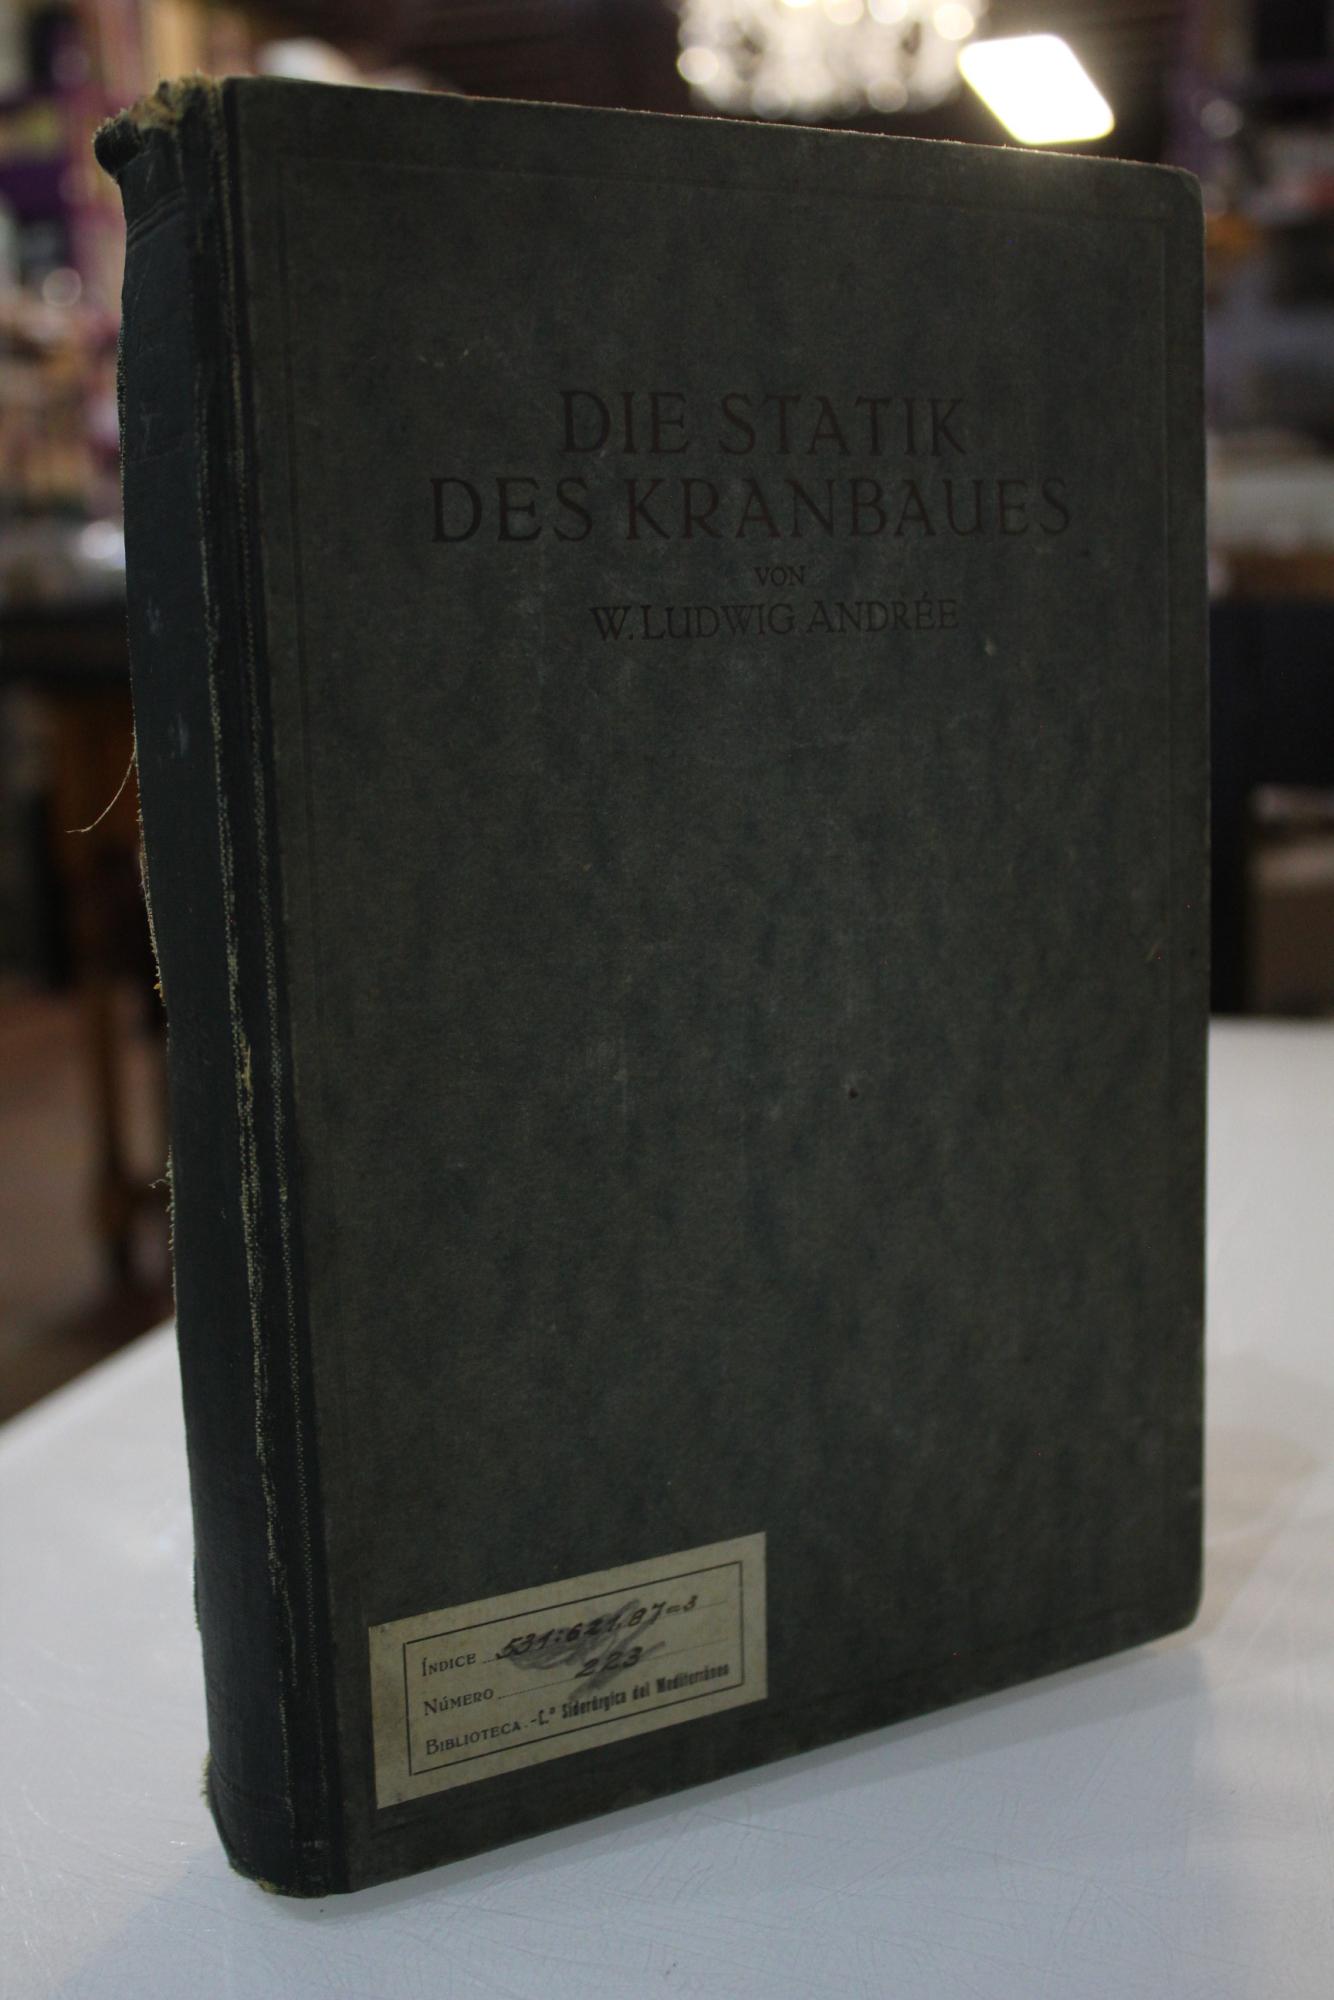 DIE STATIK
DES KRANBAUES
VON
W. LUDWIG ANDRÉE
ÍNDICE 531:621.87=3
NÚMERO 223
BIBLIOTECA.-C.ª Siderúrgica del Mediterráneo